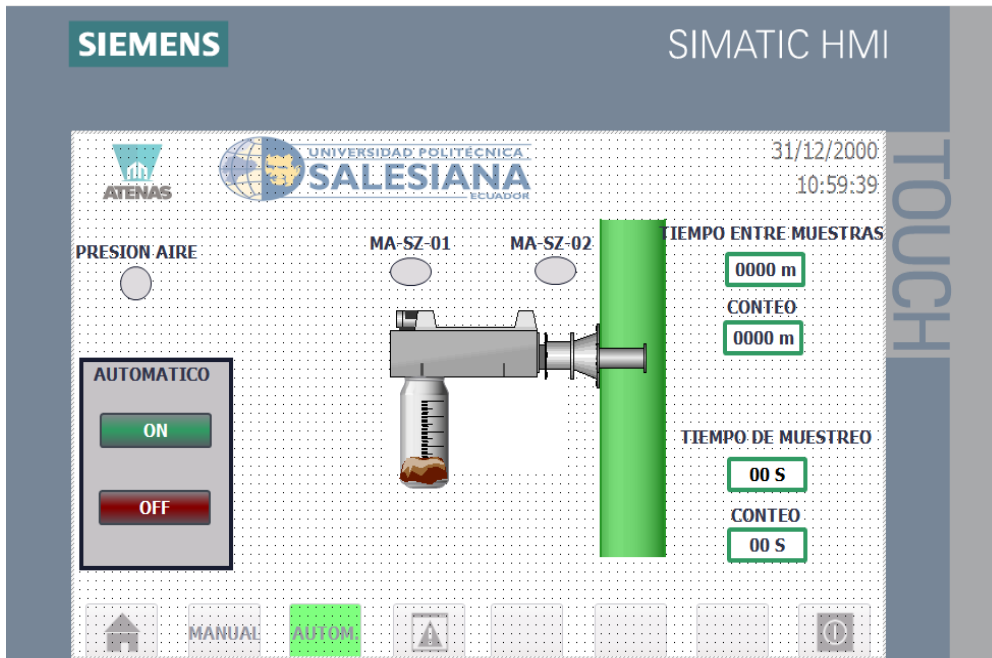 SIEMENS
SIMATIC HMI
TOUCH
ATENAS
UNIVERSIDAD POLITÉCNICA
SALESIANA
ECUADOR
31/12/2000
10:59:39
PRESION AIRE
MA-SZ-01
MA-SZ-02
TIEMPO ENTRE MUESTRAS
0000 m
CONTEO
0000 m
AUTOMATICO
ON
OFF
TIEMPO DE MUESTREO
00 S
CONTEO
00 S
MANUAL
AUTOM.